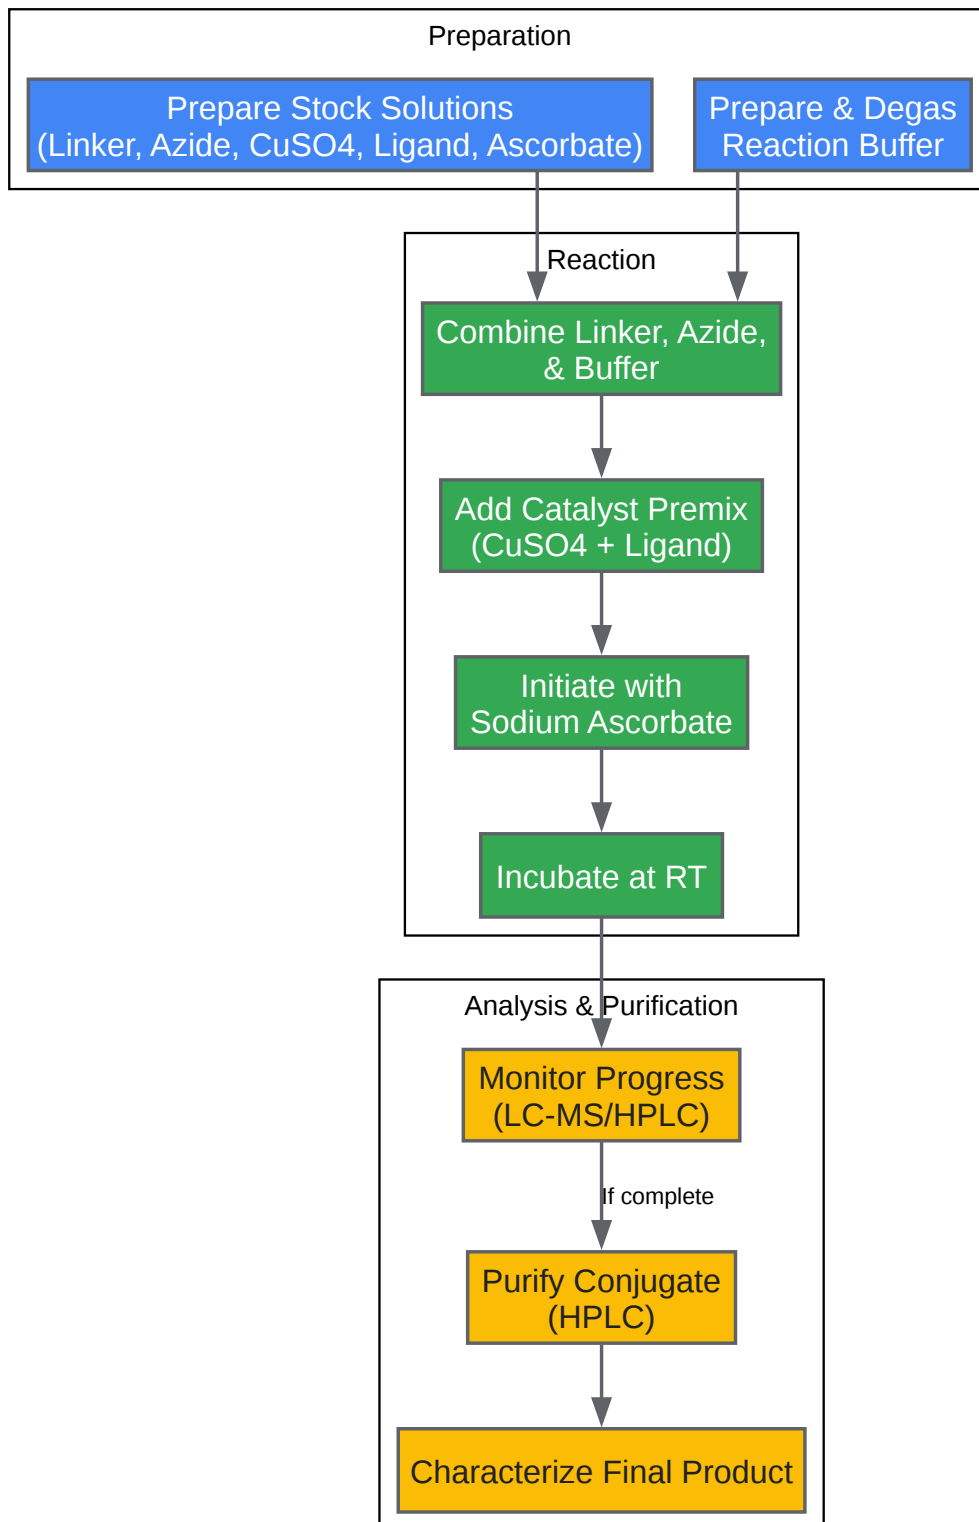 Preparation
Prepare Stock Solutions
(Linker, Azide, CuSO4, Ligand, Ascorbate)
Prepare & Degas
Reaction Buffer
Reaction
Combine Linker, Azide,
& Buffer
Add Catalyst Premix
(CuSO4 + Ligand)
Initiate with
Sodium Ascorbate
Incubate at RT
Analysis & Purification
Monitor Progress
(LC-MS/HPLC)
If complete
Purify Conjugate
(HPLC)
Characterize Final Product